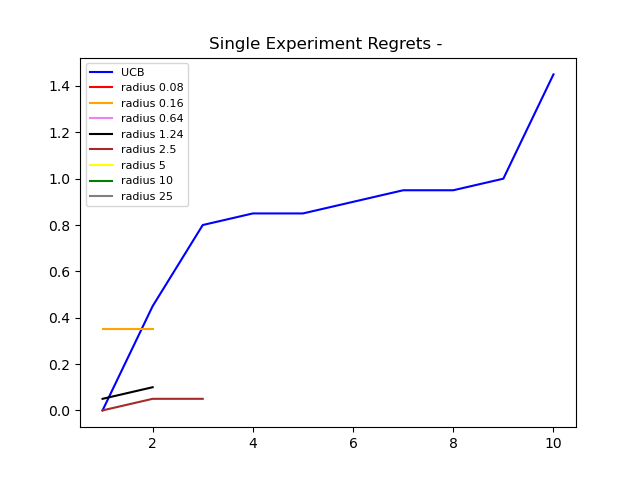 Single Experiment Regrets -
UCB
radius 0.08
radius 0.16
radius 0.64
radius 1.24
radius 2.5
radius 5
radius 10
radius 25
1.4
1.2
1.0
0.8
0.6
0.4
0.2
0.0
2 4 6 8 10